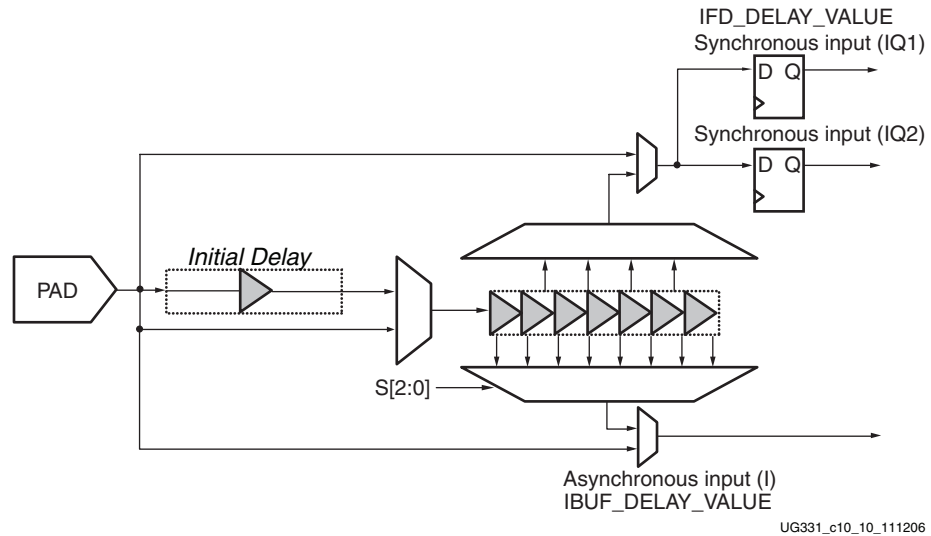 IFD_DELAY_VALUE
Synchronous input (IQ1)
D Q
Synchronous input (IQ2)
D Q
Initial Delay
PAD
S[2:0]
Asynchronous input (I)
IBUF_DELAY_VALUE
UG331_c10_10_111206